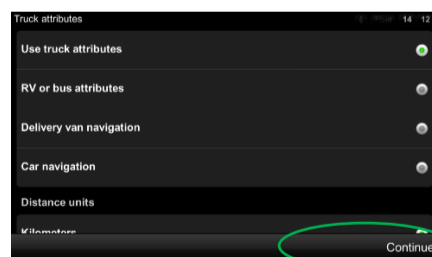 Truck attributes 14 12
Use truck attributes
RV or bus attributes
Delivery van navigation
Car navigation
Distance units
Kilometers
Continue